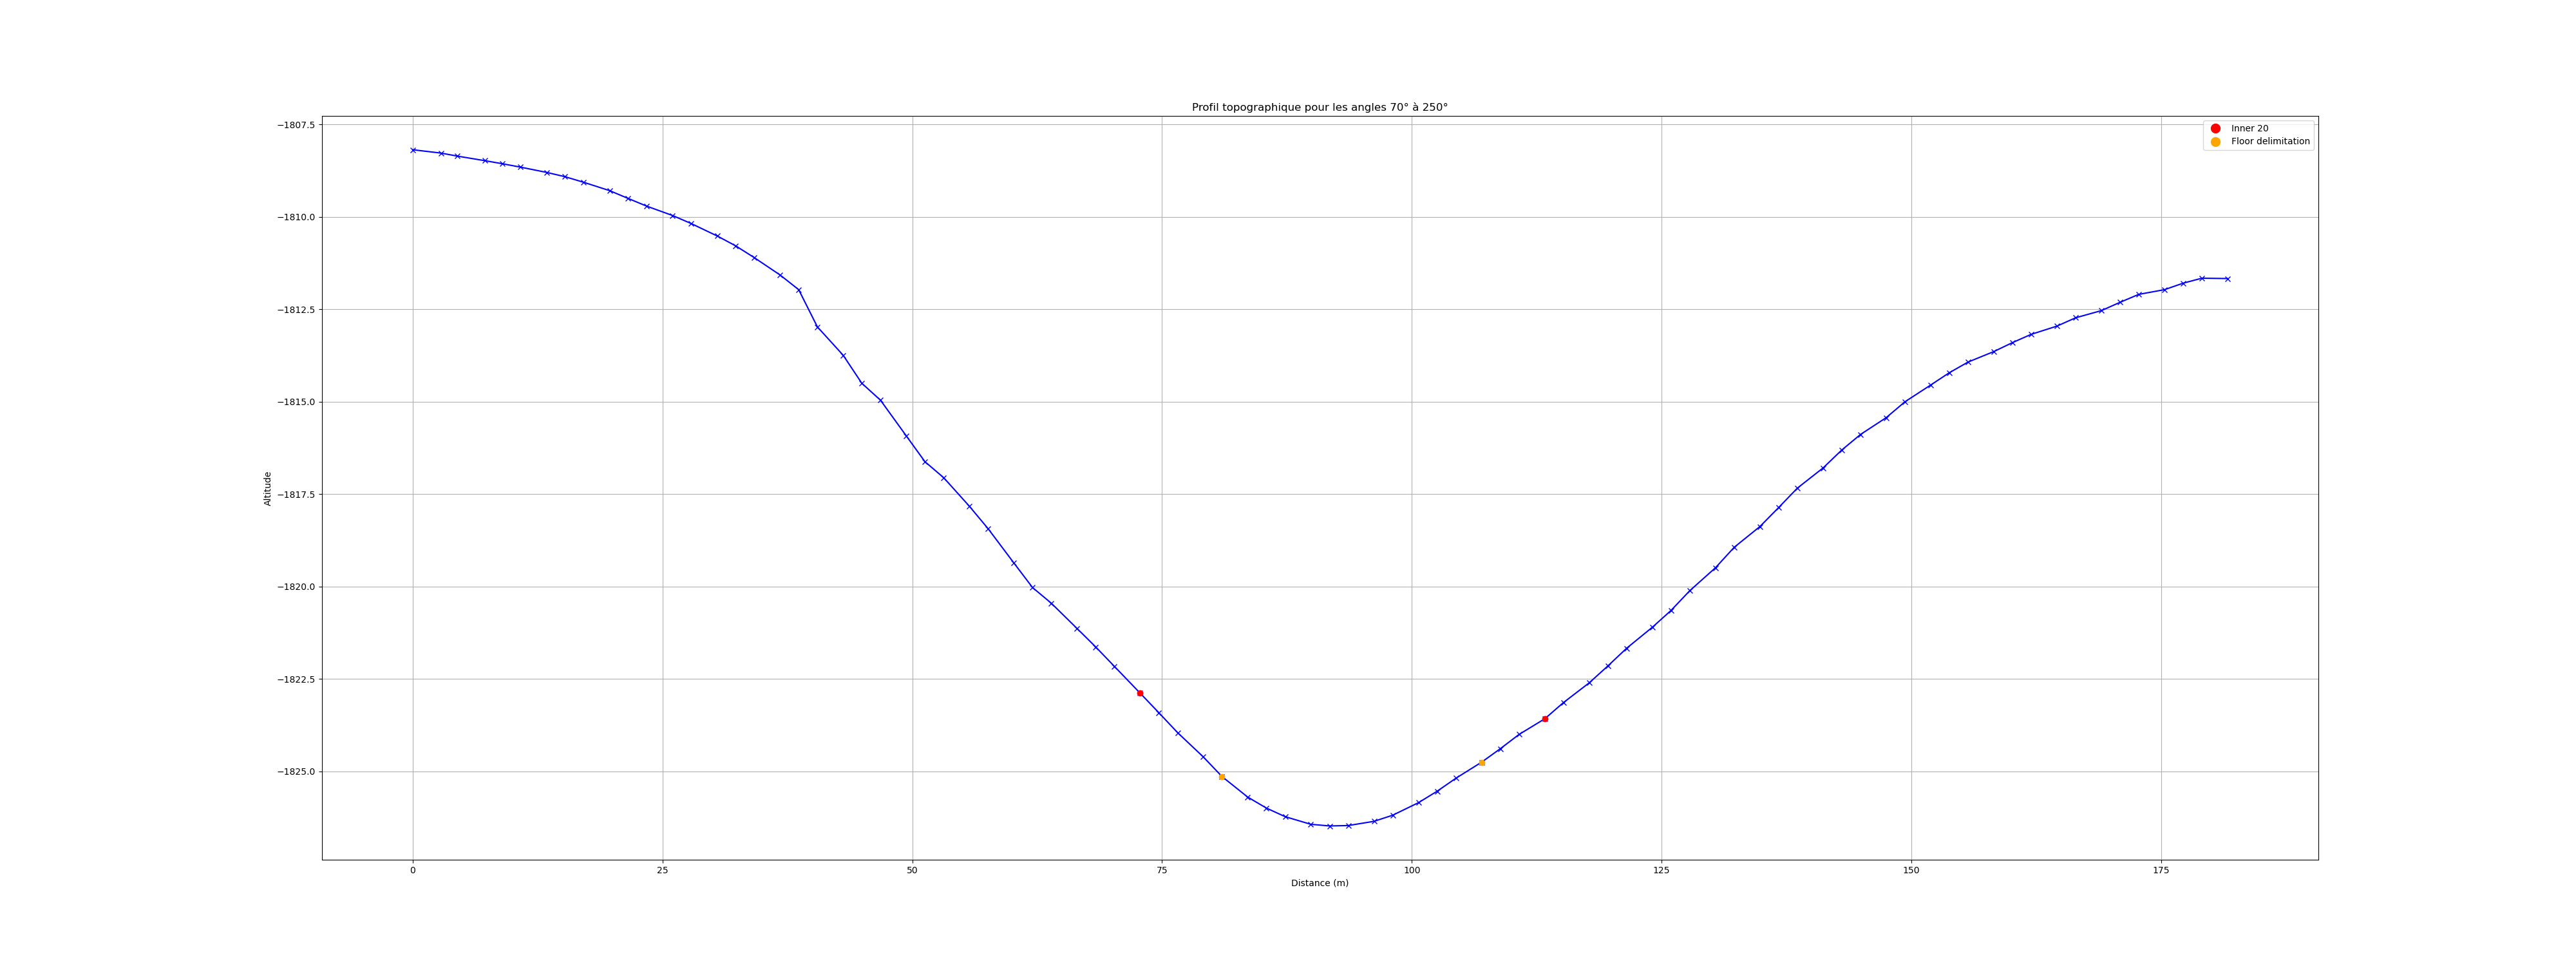 Profil topographique pour les angles 70° à 250°
Inner 20
Floor delimitation
Altitude
−1807.5
−1810.0
−1812.5
−1815.0
−1817.5
−1820.0
−1822.5
−1825.0
0 25 50 75 100 125 150 175
Distance (m)